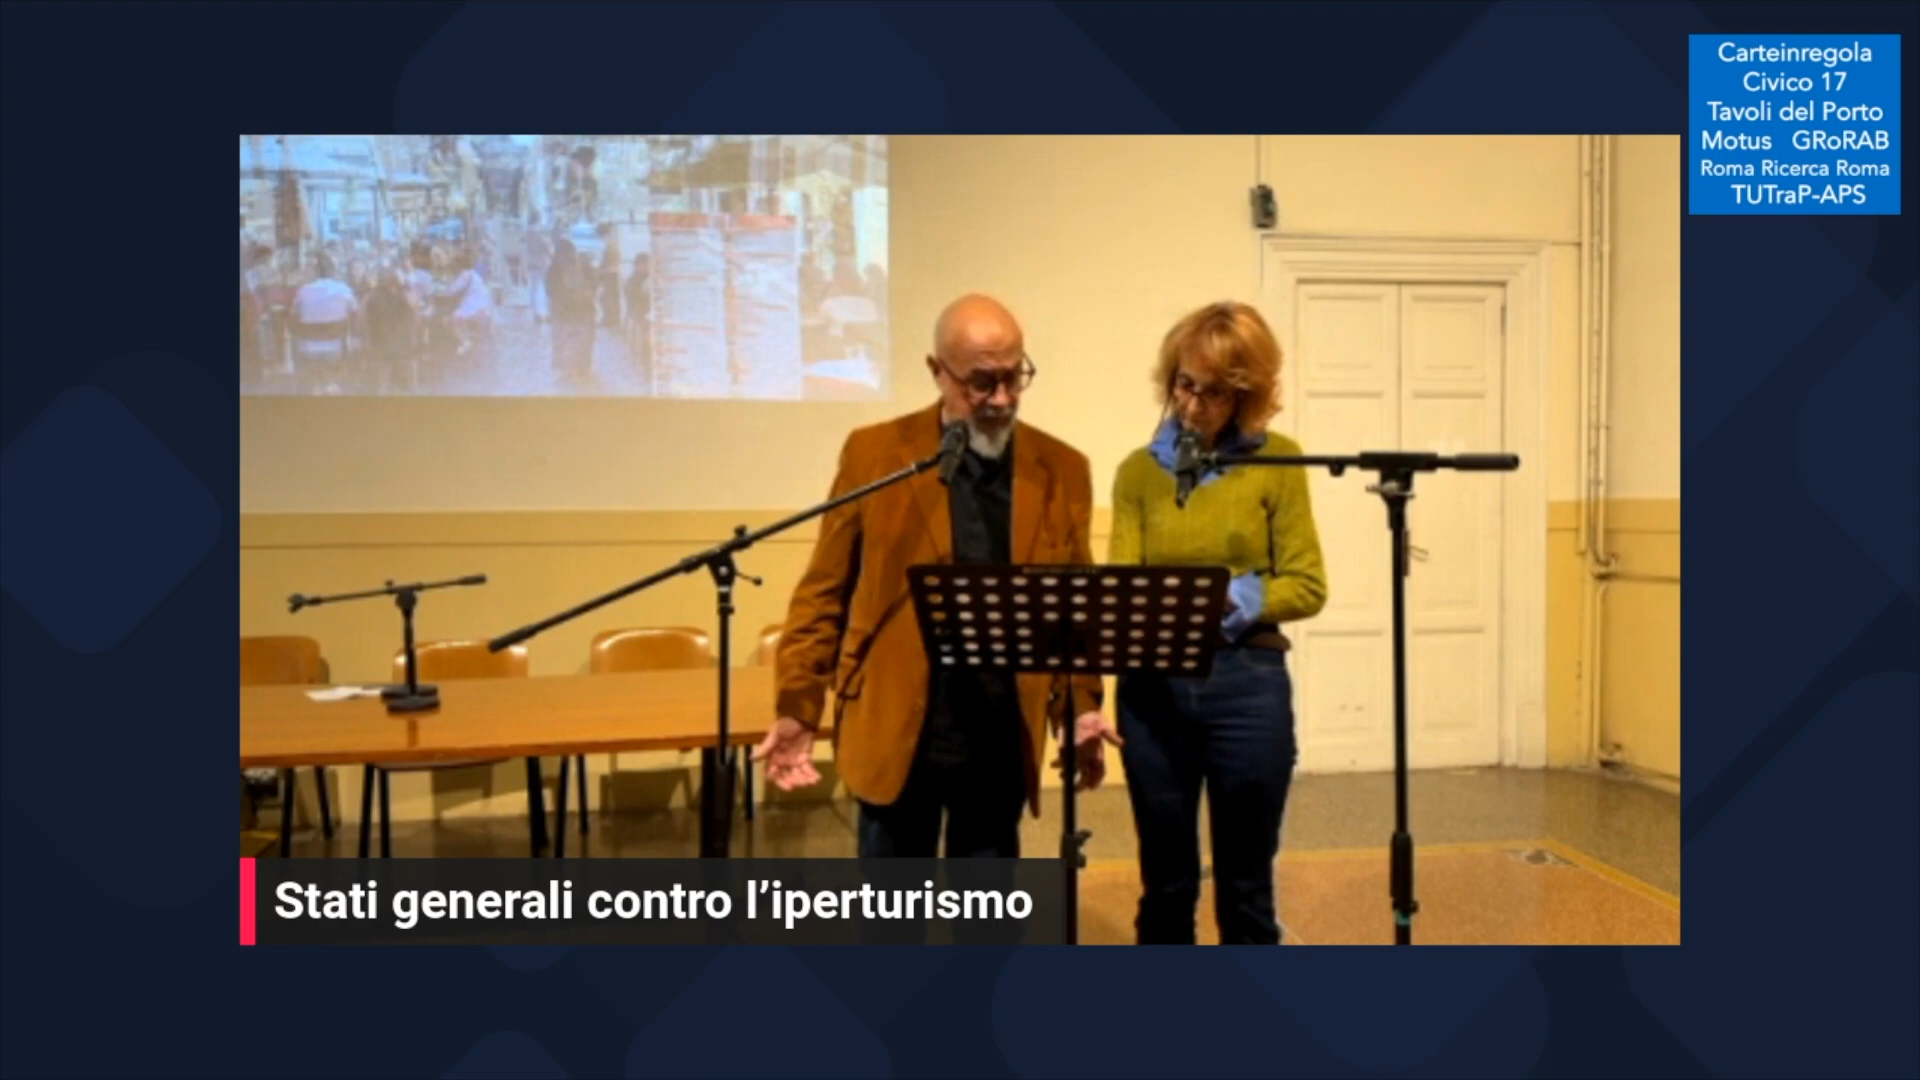 Carteinregola
Civico 17
Tavoli del Porto
Motus GRoRAB
Roma Ricerca Roma
TUTraP-APS
Stati generali contro l’iperturismo